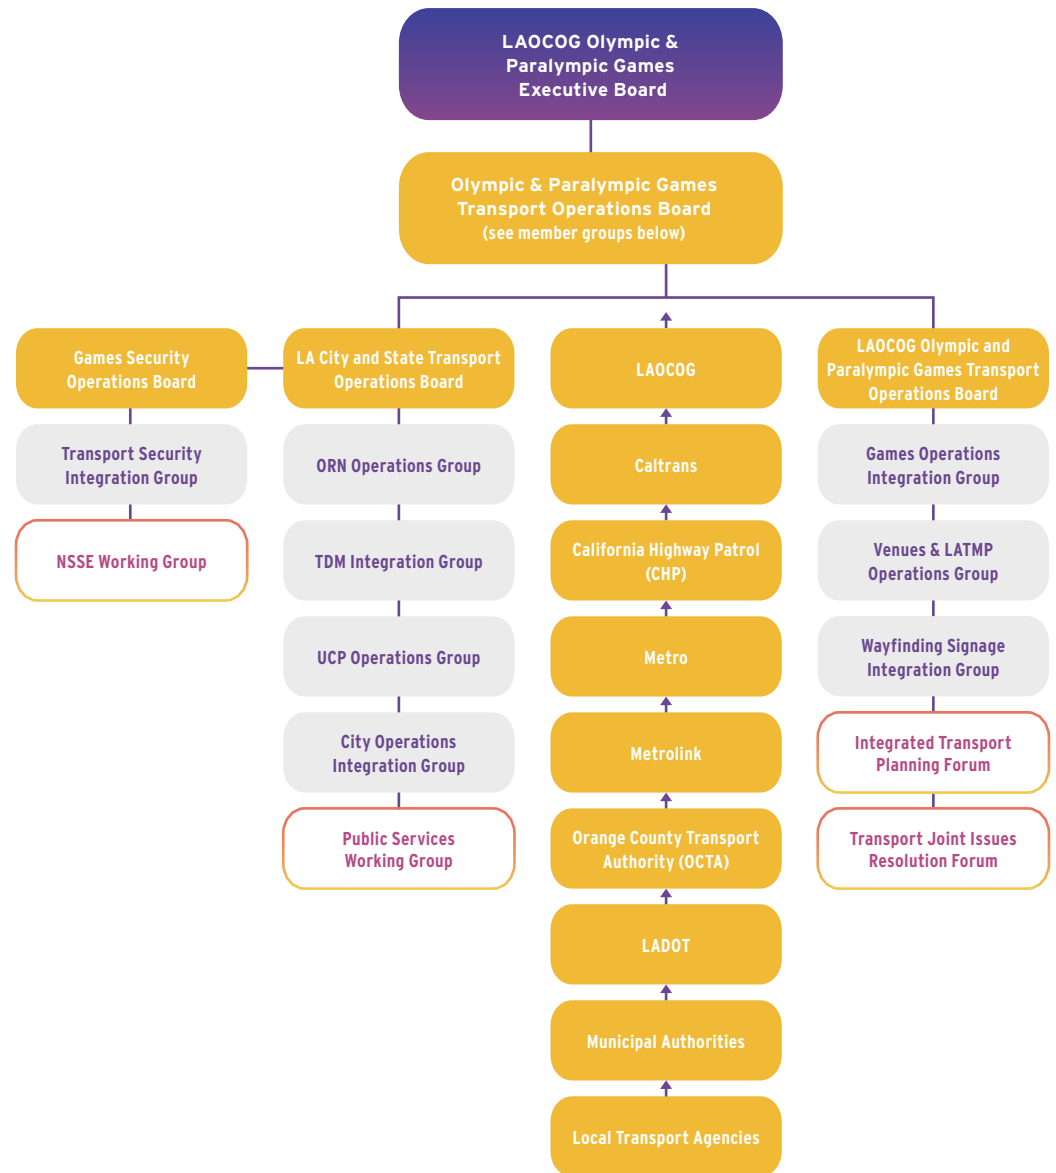 LAOCOG Olympic &
Paralympic Games
Executive Board
Olympic & Paralympic Games
Transport Operations Board
(see member groups below)
Games Security
Operations Board
Transport Security
Integration Group
NSSE Working Group
LA City and State Transport
Operations Board
ORN Operations Group
TDM Integration Group
UCP Operations Group
City Operations
Integration Group
Public Services
Working Group
LAOCOG
Caltrans
California Highway Patrol
(CHP)
Metro
Metrolink
Orange County Transport
Authority (OCTA)
LADOT
Municipal Authorities
Local Transport Agencies
LAOCOG Olympic and
Paralympic Games Transport
Operations Board
Games Operations
Integration Group
Venues & LATMP
Operations Group
Wayfinding Signage
Integration Group
Integrated Transport
Planning Forum
Transport Joint Issues
Resolution Forum